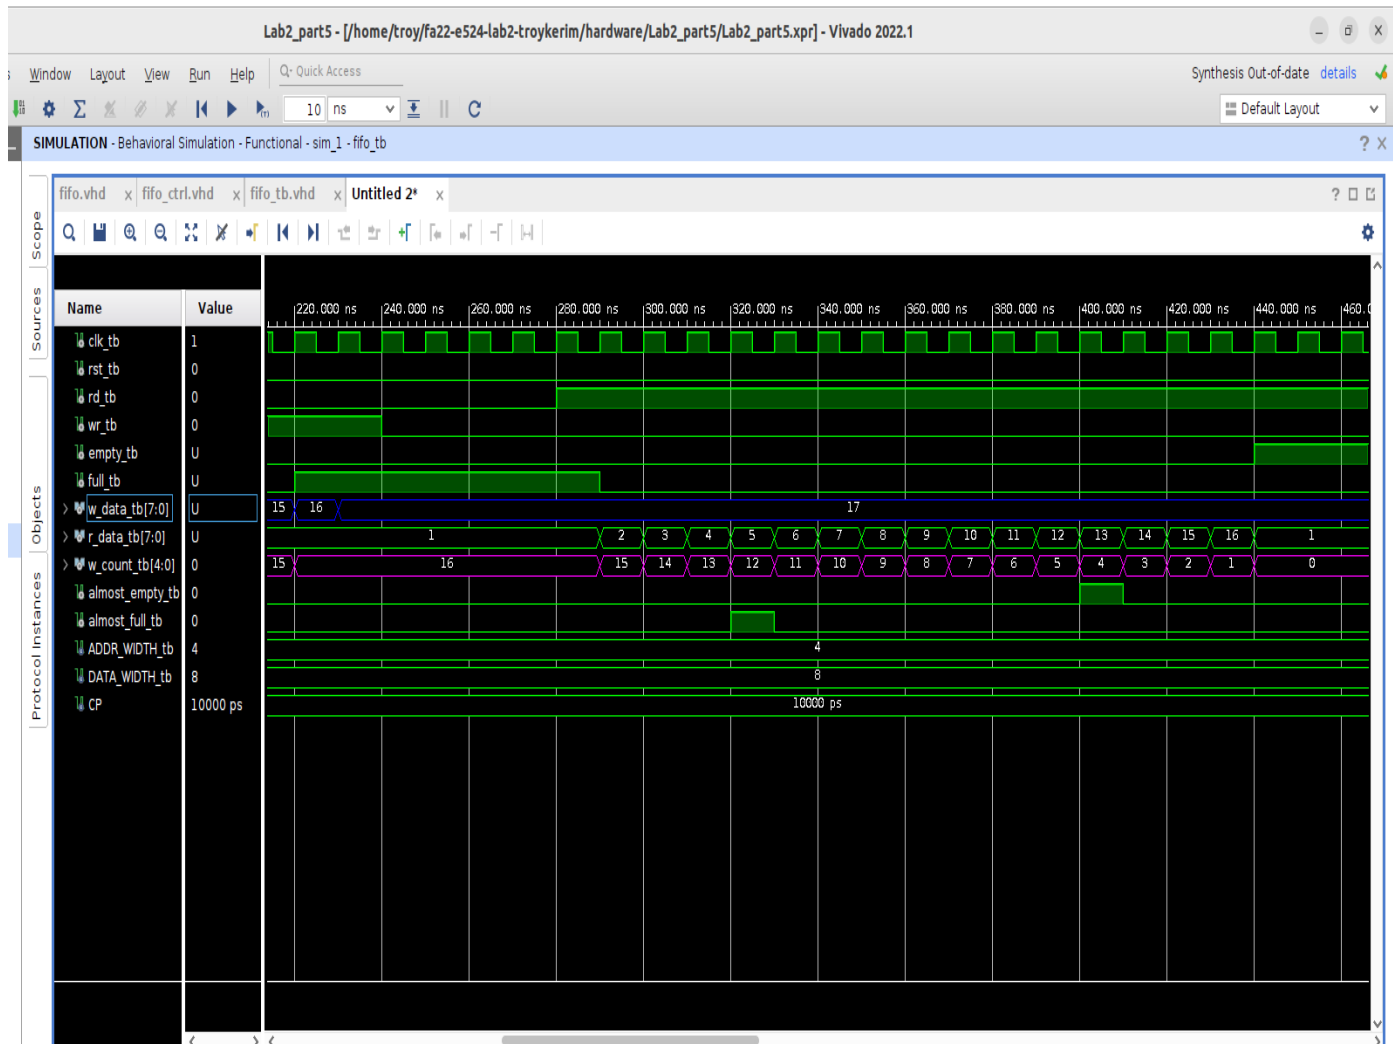 Lab2_part5 - [/home/troy/fa22-e524-lab2-troykerim/hardware/Lab2_part5/Lab2_part5.xpr] - Vivado 2022.1
Window Layout View Run Help Q- Quick Access Synthesis Out-of-date details
10 ns Default Layout
SIMULATION - Behavioral Simulation - Functional - sim_1 - fifo_tb ? X
fifo.vhd x fifo_ctrl.vhd x fifo_tb.vhd x Untitled 2* x ?
Scope
Sources
Objects
Protocol Instances
Name Value
220.000 ns 240.000 ns 260.000 ns 280.000 ns 300.000 ns 320.000 ns 340.000 ns 360.000 ns 380.000 ns 400.000 ns 420.000 ns 440.000 ns 460.0
clk_tb 1
rst_tb 0
rd_tb 0
wr_tb 0
empty_tb U
full_tb U
w_data_tb[7:0] U 15 16 17
r_data_tb[7:0] U 1 2 3 4 5 6 7 8 9 10 11 12 13 14 15 16 1
w_count_tb[4:0] 0 15 16 15 14 13 12 11 10 9 8 7 6 5 4 3 2 1 0
almost_empty_tb 0
almost_full_tb 0
ADDR_WIDTH_tb 4 4
DATA_WIDTH_tb 8 8
CP 10000 ps 10000 ps